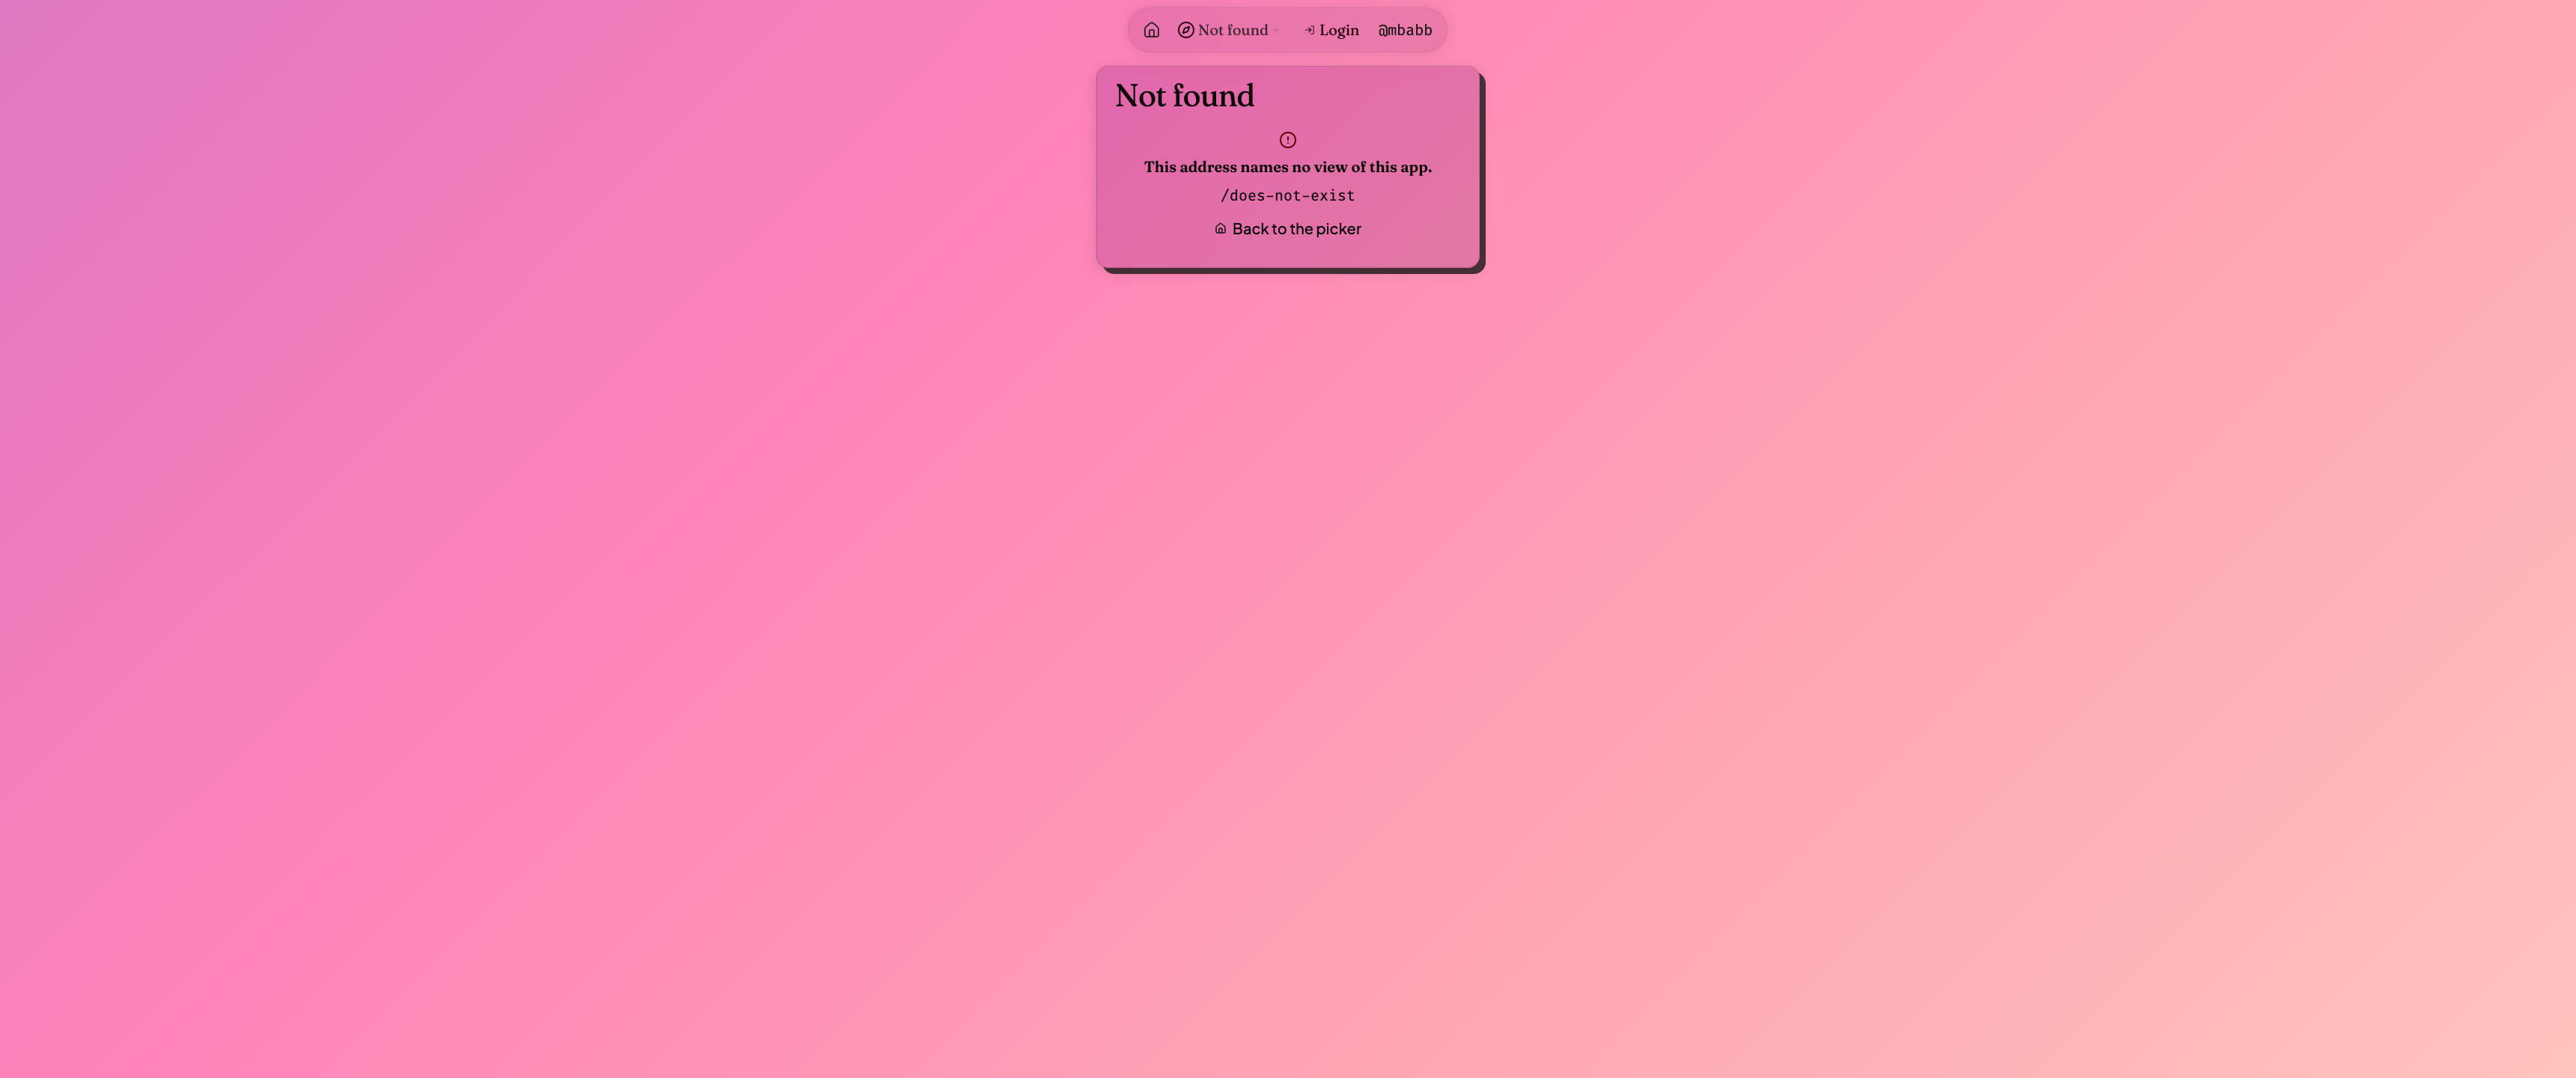 Not found Login @mbabb
Not found
This address names no view of this app.
/does-not-exist
Back to the picker